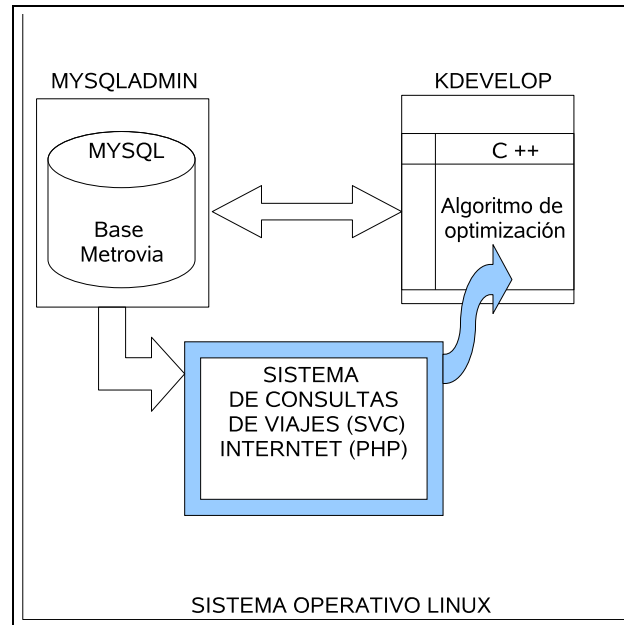 MYSQLADMIN
KDEVELOP
MYSQL
Base
Metrovia
C ++
Algoritmo de
optimización
SISTEMA
DE CONSULTAS
DE VIAJES (SVC)
INTERNTET (PHP)
SISTEMA OPERATIVO LINUX